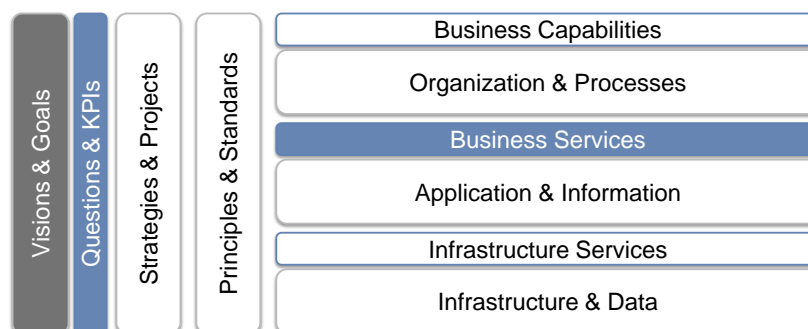 Visions & Goals
Questions & KPIs
Strategies & Projects
Principles & Standards
Business Capabilities
Organization & Processes
Business Services
Application & Information
Infrastructure Services
Infrastructure & Data